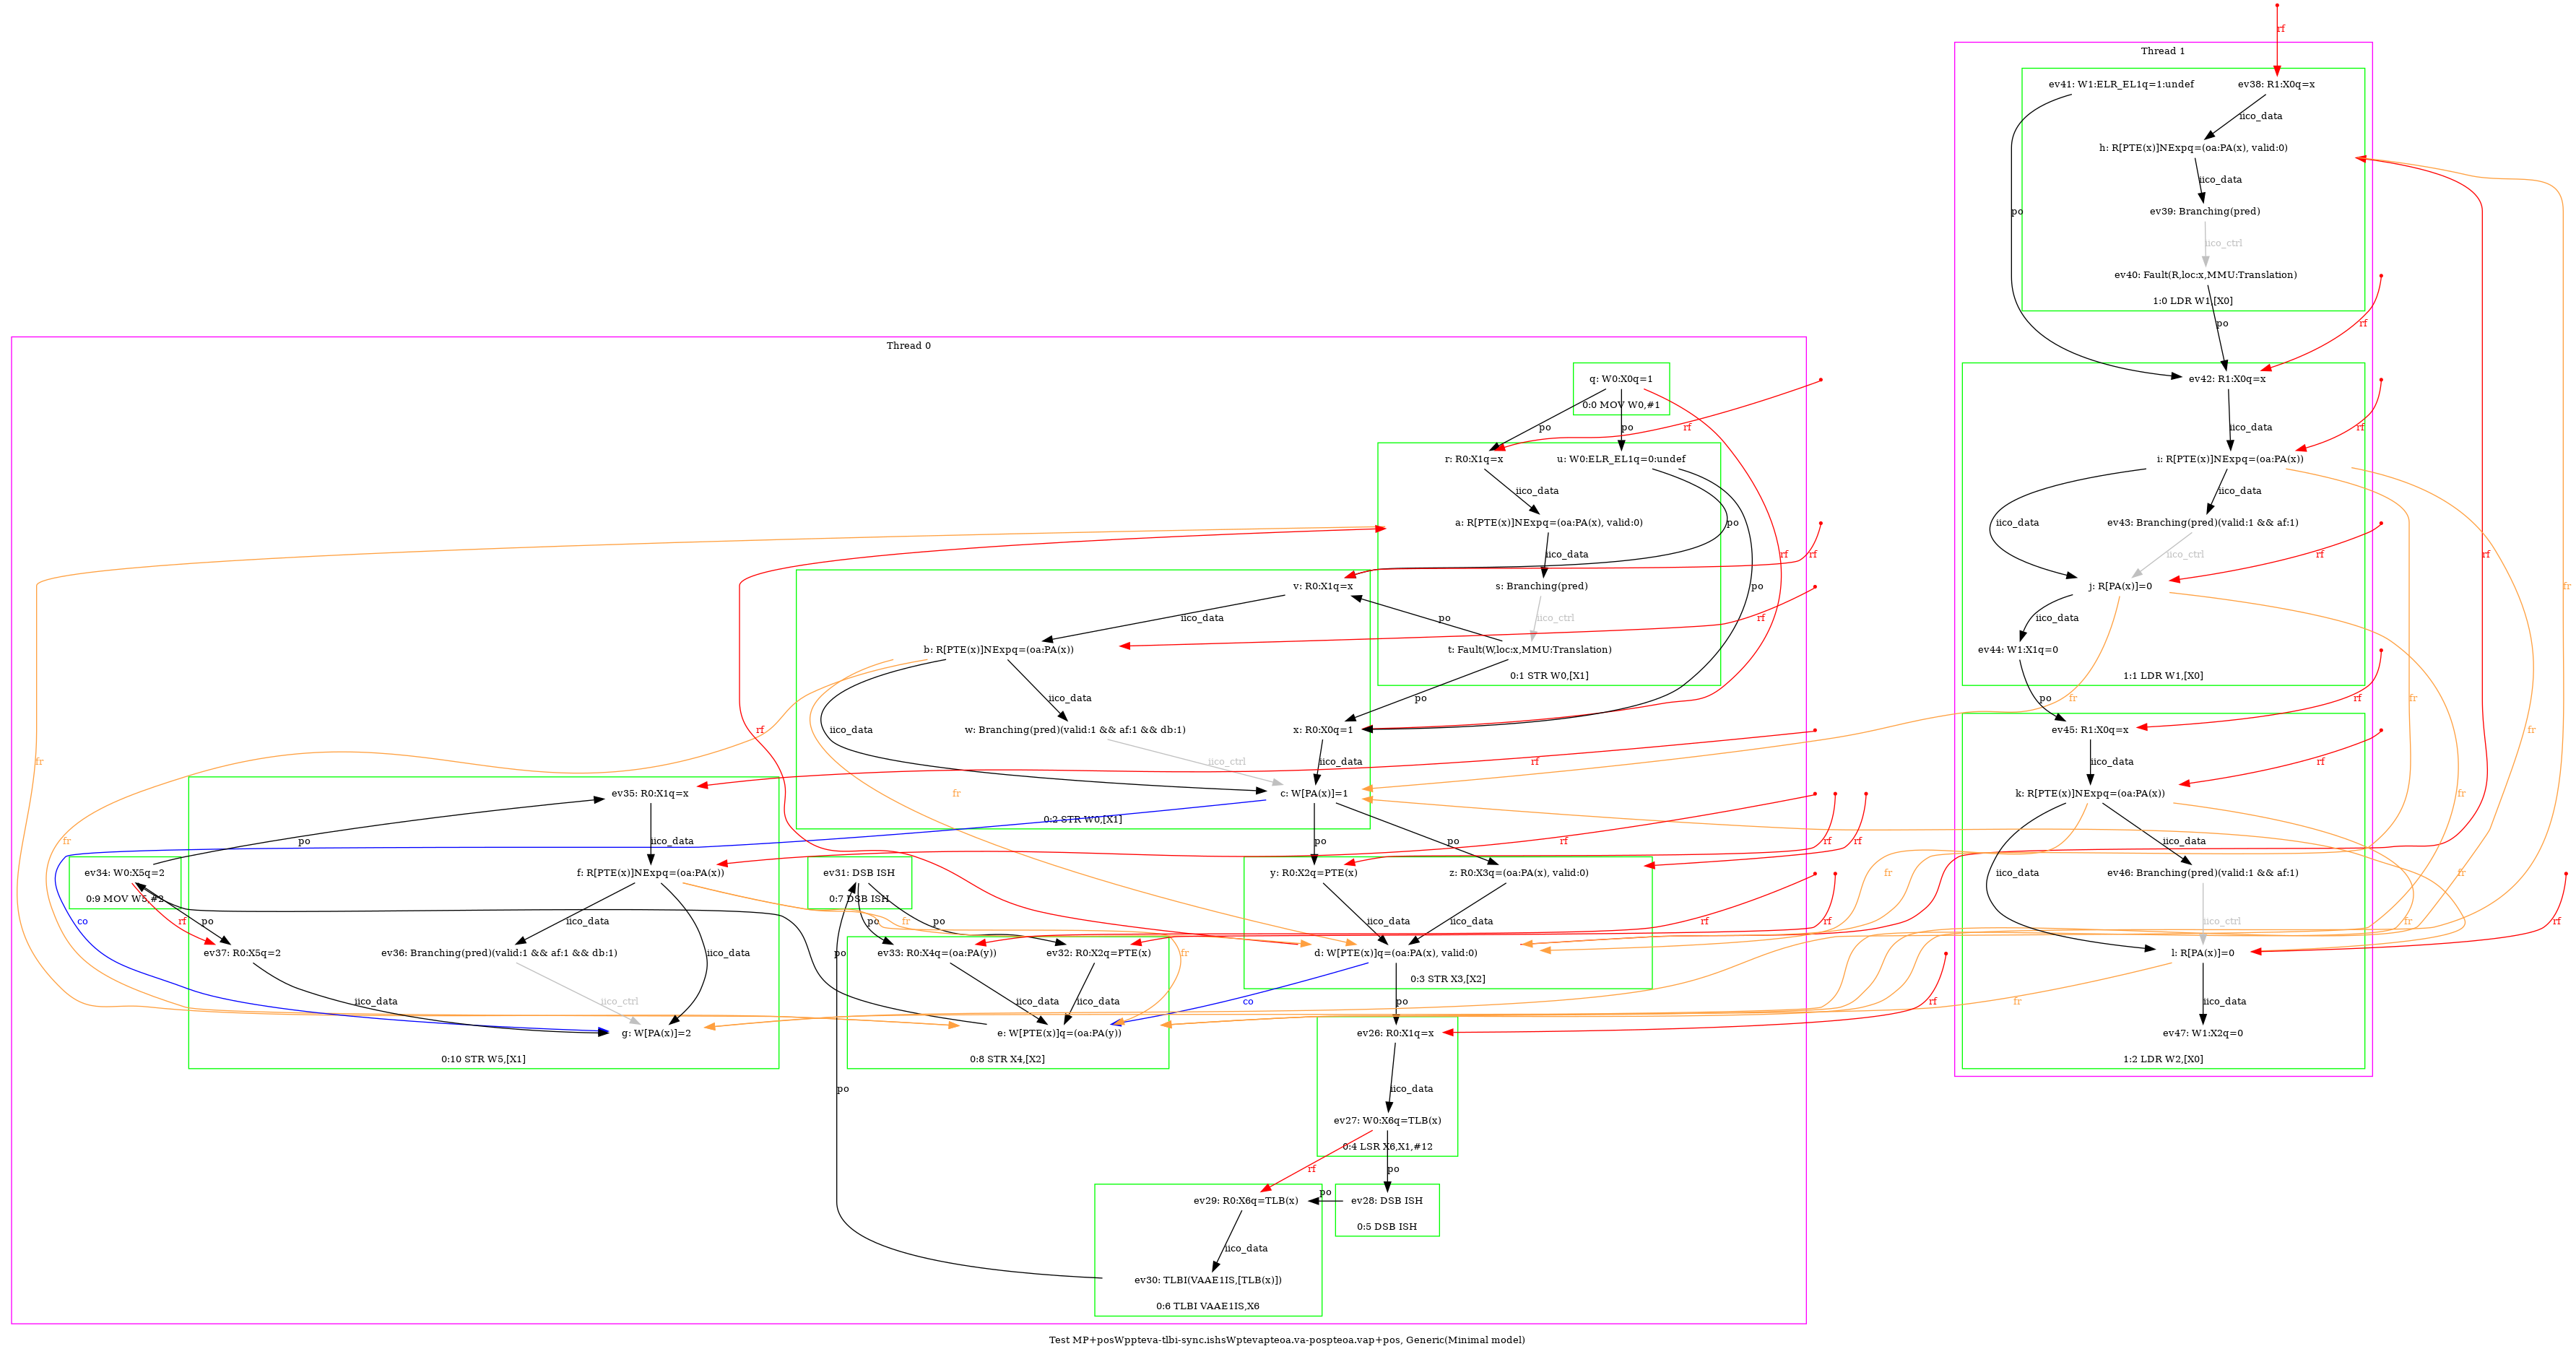 rf
Thread 1
ev41: W1:ELR_EL1q=1:undef
ev38: R1:X0q=x
iico_data
h: R[PTE(x)]NExpq=(oa:PA(x), valid:0)
iico_data
po
ev39: Branching(pred)
iico_ctrl
ev40: Fault(R,loc:x,MMU:Translation)
1:0 LDR W1,[X0]
po
rf
ev42: R1:X0q=x
iico_data
rf
i: R[PTE(x)]NExpq=(oa:PA(x))
iico_data
iico_data
ev43: Branching(pred)(valid:1 && af:1)
iico_ctrl
rf
rf
fr
j: R[PA(x)]=0
iico_data
ev44: W1:X1q=0
1:1 LDR W1,[X0]
po
fr
rf
fr
fr
ev45: R1:X0q=x
iico_data
rf
k: R[PTE(x)]NExpq=(oa:PA(x))
fr
iico_data
iico_data
fr
fr
ev46: Branching(pred)(valid:1 && af:1)
iico_ctrl
fr
rf
l: R[PA(x)]=0
fr
iico_data
ev47: W1:X2q=0
1:2 LDR W2,[X0]
Thread 0
q: W0:X0q=1
0:0 MOV W0,#1
po
po
rf
r: R0:X1q=x
u: W0:ELR_EL1q=0:undef
iico_data
a: R[PTE(x)]NExpq=(oa:PA(x), valid:0)
po
iico_data
rf
rf
v: R0:X1q=x
s: Branching(pred)
po
iico_data
po
iico_ctrl
rf
b: R[PTE(x)]NExpq=(oa:PA(x))
t: Fault(W,loc:x,MMU:Translation)
0:1 STR W0,[X1]
iico_data
po
iico_data
w: Branching(pred)(valid:1 && af:1 && db:1)
x: R0:X0q=1
rf
fr
iico_ctrl
iico_data
rf
ev35: R0:X1q=x
fr
c: W[PA(x)]=1
0:2 STR W0,[X1]
fr
po
iico_data
po
po
rf
rf
rf
ev34: W0:X5q=2
0:9 MOV W5,#2
f: R[PTE(x)]NExpq=(oa:PA(x))
ev31: DSB ISH
0:7 DSB ISH
y: R0:X2q=PTE(x)
z: R0:X3q=(oa:PA(x), valid:0)
co
rf
po
iico_data
fr
po
po
iico_data
iico_data
rf
rf
ev37: R0:X5q=2
ev36: Branching(pred)(valid:1 && af:1 && db:1)
iico_data
po
ev33: R0:X4q=(oa:PA(y))
ev32: R0:X2q=PTE(x)
fr
d: W[PTE(x)]q=(oa:PA(x), valid:0)
0:3 STR X3,[X2]
iico_data
iico_ctrl
iico_data
iico_data
co
po
rf
g: W[PA(x)]=2
0:10 STR W5,[X1]
e: W[PTE(x)]q=(oa:PA(y))
0:8 STR X4,[X2]
ev26: R0:X1q=x
po
iico_data
ev27: W0:X6q=TLB(x)
0:4 LSR X6,X1,#12
rf
po
ev29: R0:X6q=TLB(x)
po
ev28: DSB ISH
0:5 DSB ISH
iico_data
ev30: TLBI(VAAE1IS,[TLB(x)])
0:6 TLBI VAAE1IS,X6
Test MP+posWppteva-tlbi-sync.ishsWptevapteoa.va-pospteoa.vap+pos, Generic(Minimal model)